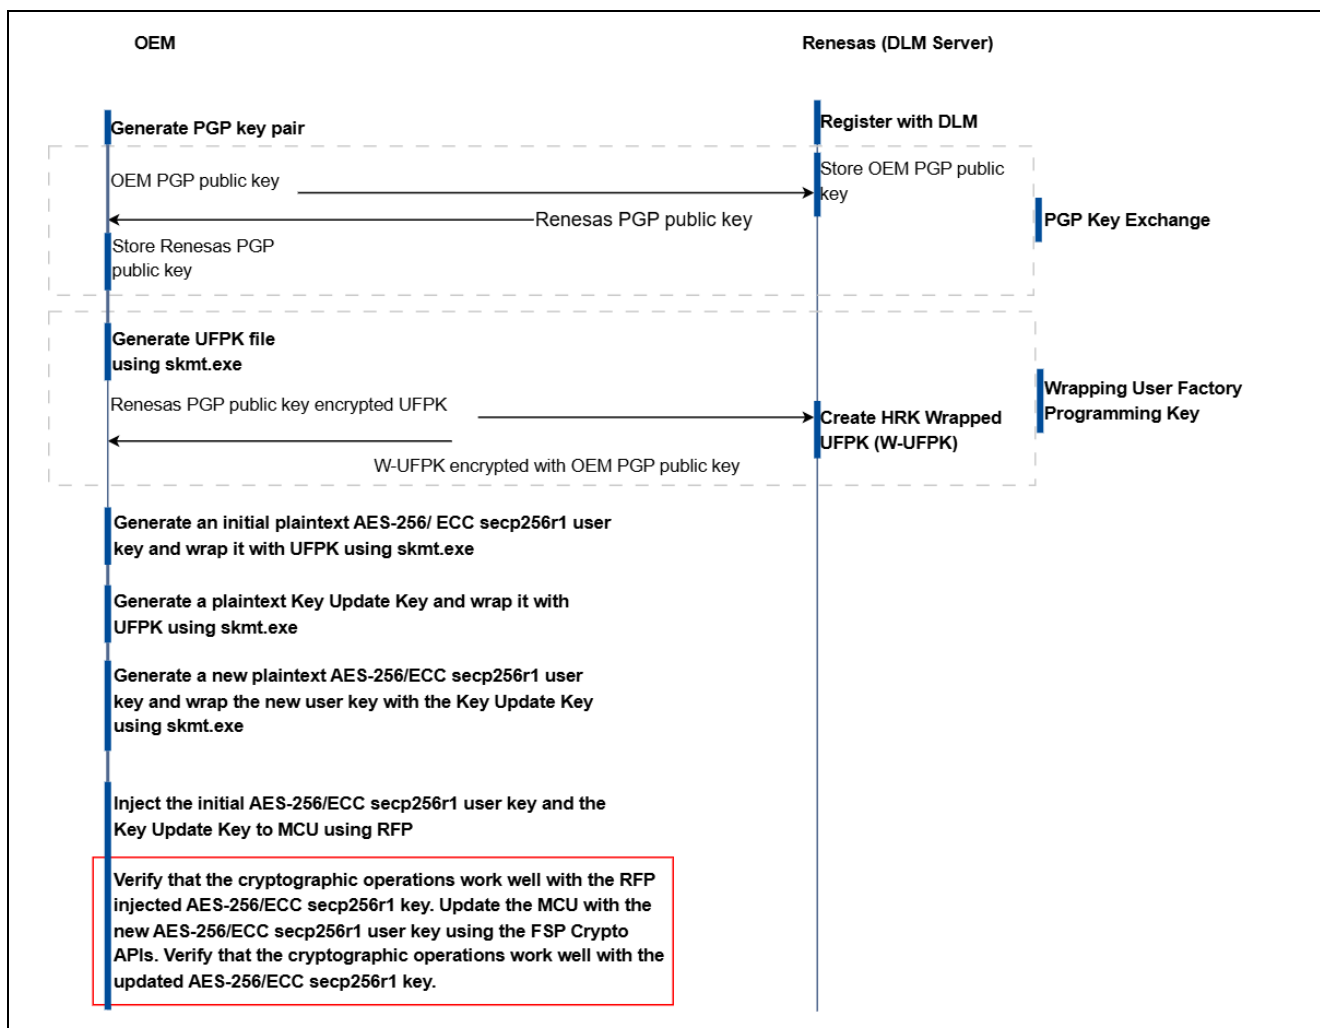 OEM
Renesas (DLM Server)
Generate PGP key pair
Register with DLM
OEM PGP public key
Store OEM PGP public
key
Renesas PGP public key
PGP Key Exchange
Store Renesas PGP
public key
Generate UFPK file
using skmt.exe
Renesas PGP public key encrypted UFPK
Create HRK Wrapped
UFPK (W-UFPK)
Wrapping User Factory
Programming Key
W-UFPK encrypted with OEM PGP public key
Generate an initial plaintext AES-256/ ECC secp256r1 user
key and wrap it with UFPK using skmt.exe
Generate a plaintext Key Update Key and wrap it with
UFPK using skmt.exe
Generate a new plaintext AES-256/ECC secp256r1 user
key and wrap the new user key with the Key Update Key
using skmt.exe
Inject the initial AES-256/ECC secp256r1 user key and the
Key Update Key to MCU using RFP
Verify that the cryptographic operations work well with the RFP
injected AES-256/ECC secp256r1 key. Update the MCU with the
new AES-256/ECC secp256r1 user key using the FSP Crypto
APIs. Verify that the cryptographic operations work well with the
updated AES-256/ECC secp256r1 key.